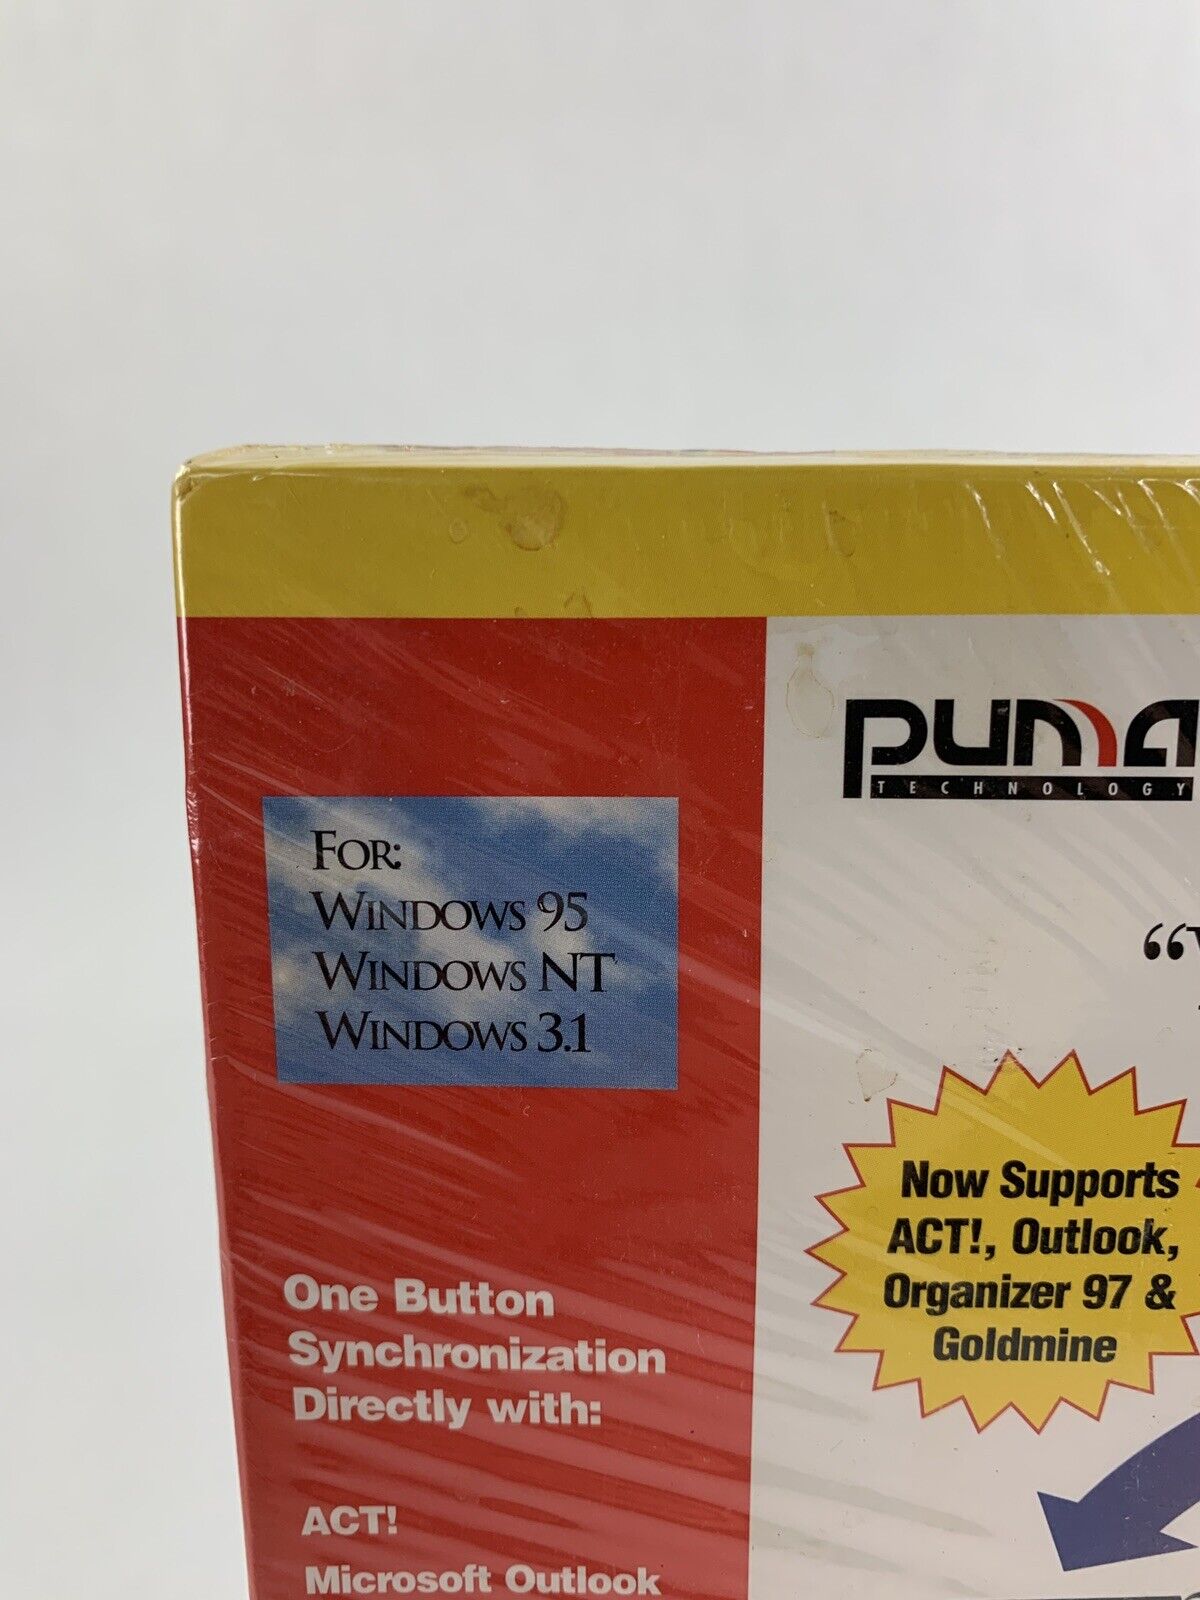 puma
TECHNOLOGY
FOR:
WINDOWS 95
WINDOWS NT
WINDOWS 3.1
“
Now Supports
ACT!, Outlook,
Organizer 97 &
Goldmine
One Button
Synchronization
Directly with:
ACT!
Microsoft Outlook